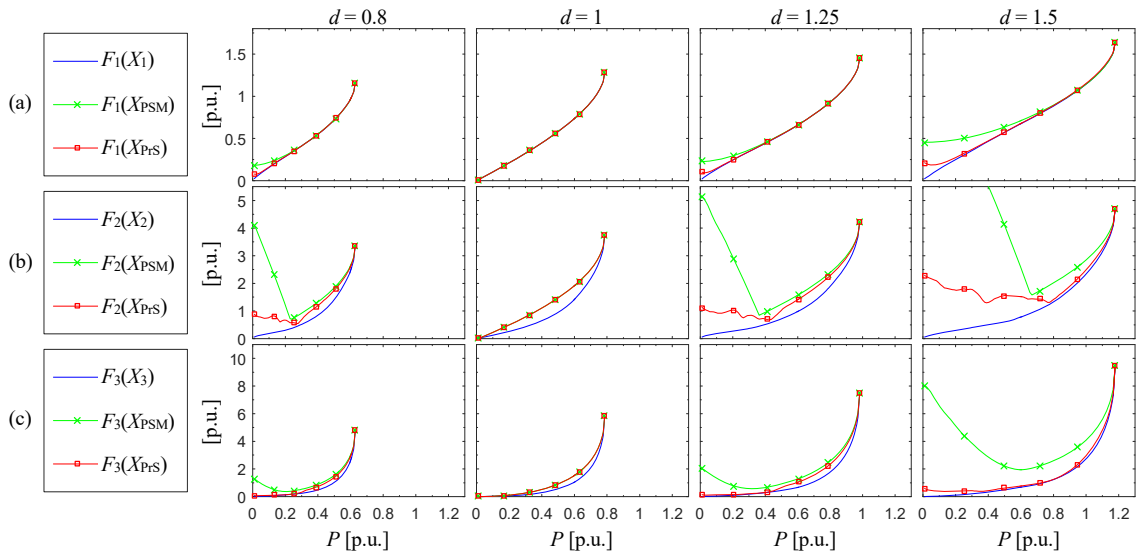 d = 0.8 d = 1 d = 1.25 d = 1.5
(a)
F1(X1)
F1(XPSM)
F1(XPrS)
[p.u.]
1.5
1
0.5
0
(b)
F2(X2)
F2(XPSM)
F2(XPrS)
[p.u.]
5
4
3
2
1
0
(c)
F3(X3)
F3(XPSM)
F3(XPrS)
[p.u.]
10
8
6
4
2
0
0 0.2 0.4 0.6 0.8 1 1.2
0 0.2 0.4 0.6 0.8 1 1.2
0 0.2 0.4 0.6 0.8 1 1.2
0 0.2 0.4 0.6 0.8 1 1.2
P [p.u.] P [p.u.] P [p.u.] P [p.u.]